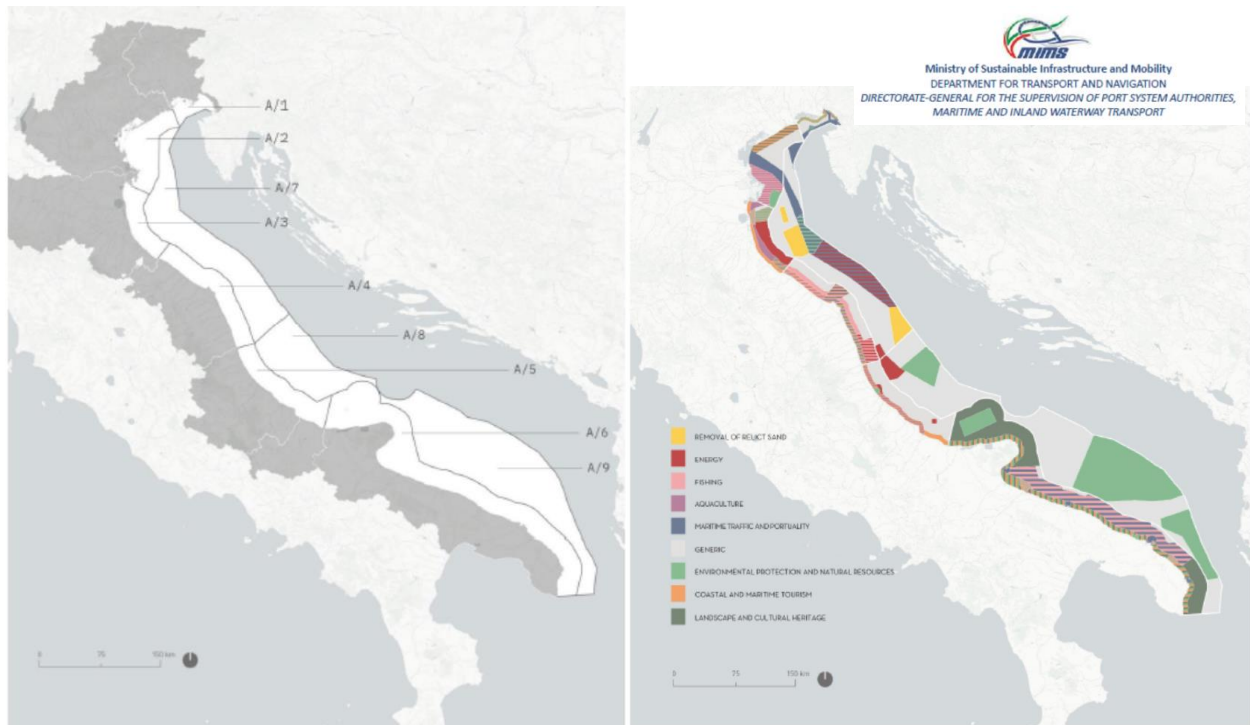 A/1
A/2
A/7
A/3
A/4
A/8
A/5
A/6
A/9
0 75 150 km
MIMS
Ministry of Sustainable Infrastructure and Mobility
DEPARTMENT FOR TRANSPORT AND NAVIGATION
DIRECTORATE-GENERAL FOR THE SUPERVISION OF PORT SYSTEM AUTHORITIES,
MARITIME AND INLAND WATERWAY TRANSPORT
REMOVAL OF RELICT SAND
ENERGY
FISHING
AQUACULTURE
MARITIME TRAFFIC AND PORTUALITY
GENERIC
ENVIRONMENTAL PROTECTION AND NATURAL RESOURCES
COASTAL AND MARITIME TOURISM
LANDSCAPE AND CULTURAL HERITAGE
0 75 150 km